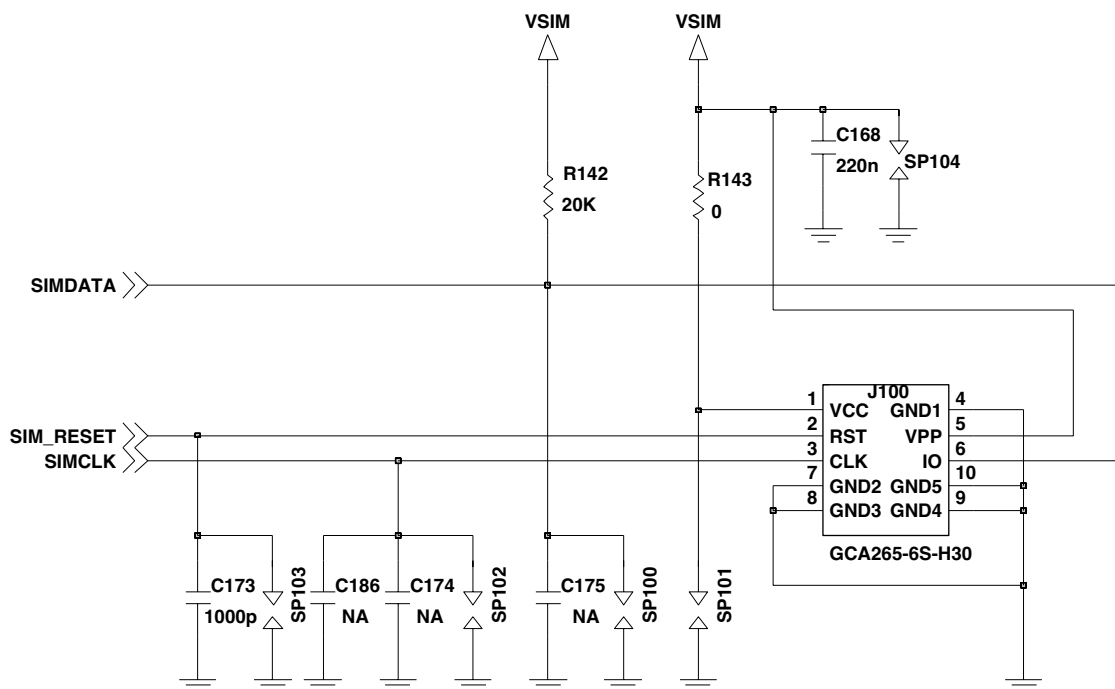 VSIM
VSIM
C168
220n
SP104
R142
20K
R143
0
SIMDATA
J100
1
VCC
GND1
4
2
RST
VPP
5
3
CLK
IO
6
7
GND2
GND5
10
8
GND3
GND4
9
SIM_RESET
SIMCLK
GCA265-6S-H30
C173
1000p
SP103
C186
NA
C174
NA
SP102
C175
NA
SP100
SP101